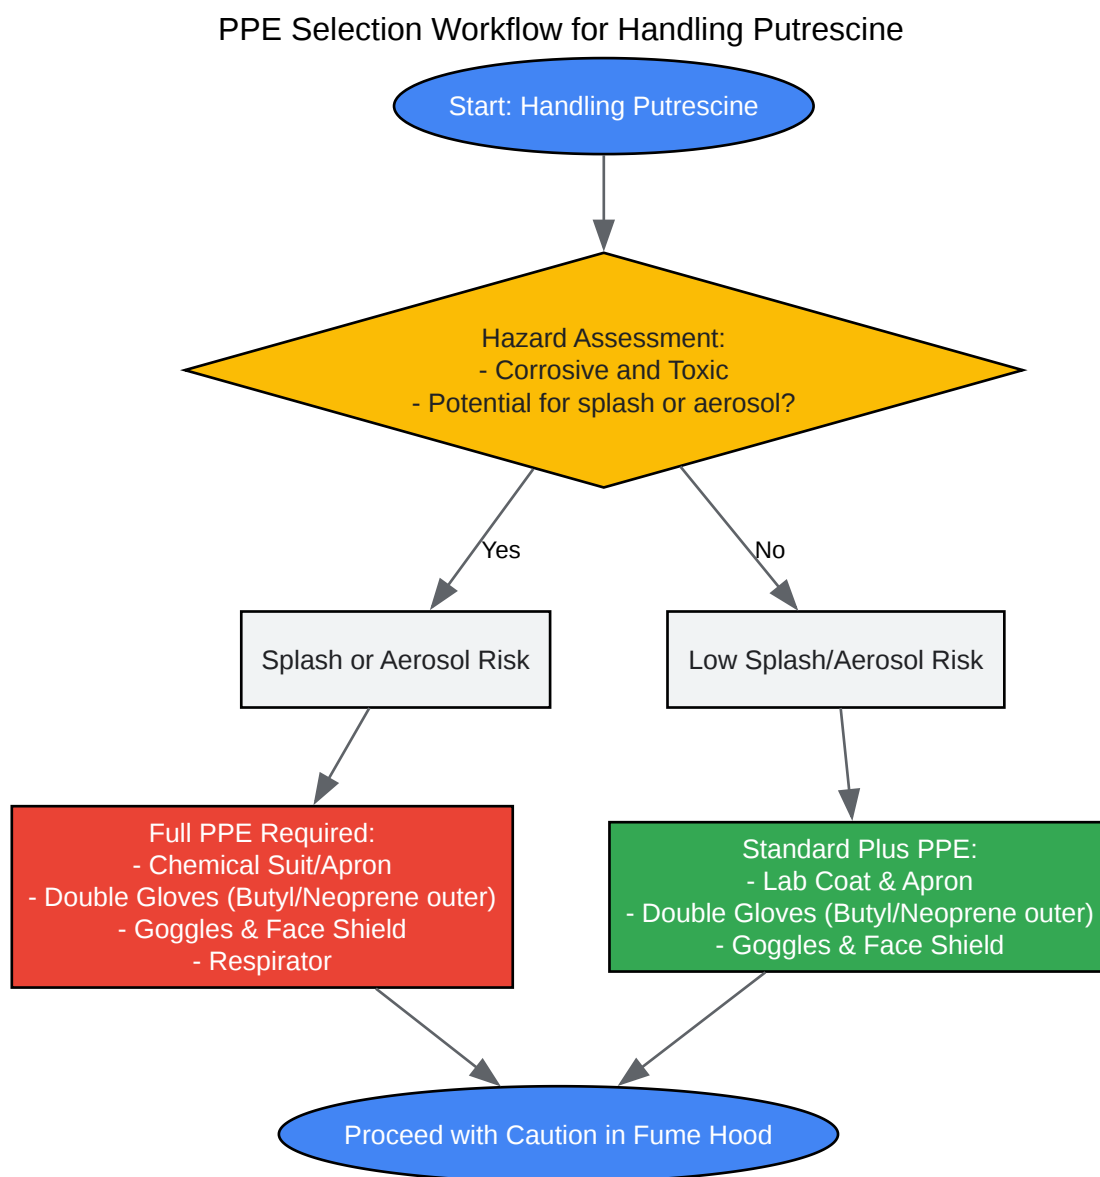 PPE Selection Workflow for Handling Putrescine
Start: Handling Putrescine
Hazard Assessment:
- Corrosive and Toxic
- Potential for splash or aerosol?
Yes
No
Splash or Aerosol Risk
Low Splash/Aerosol Risk
Full PPE Required:
- Chemical Suit/Apron
- Double Gloves (Butyl/Neoprene outer)
- Goggles & Face Shield
- Respirator
Standard Plus PPE:
- Lab Coat & Apron
- Double Gloves (Butyl/Neoprene outer)
- Goggles & Face Shield
Proceed with Caution in Fume Hood